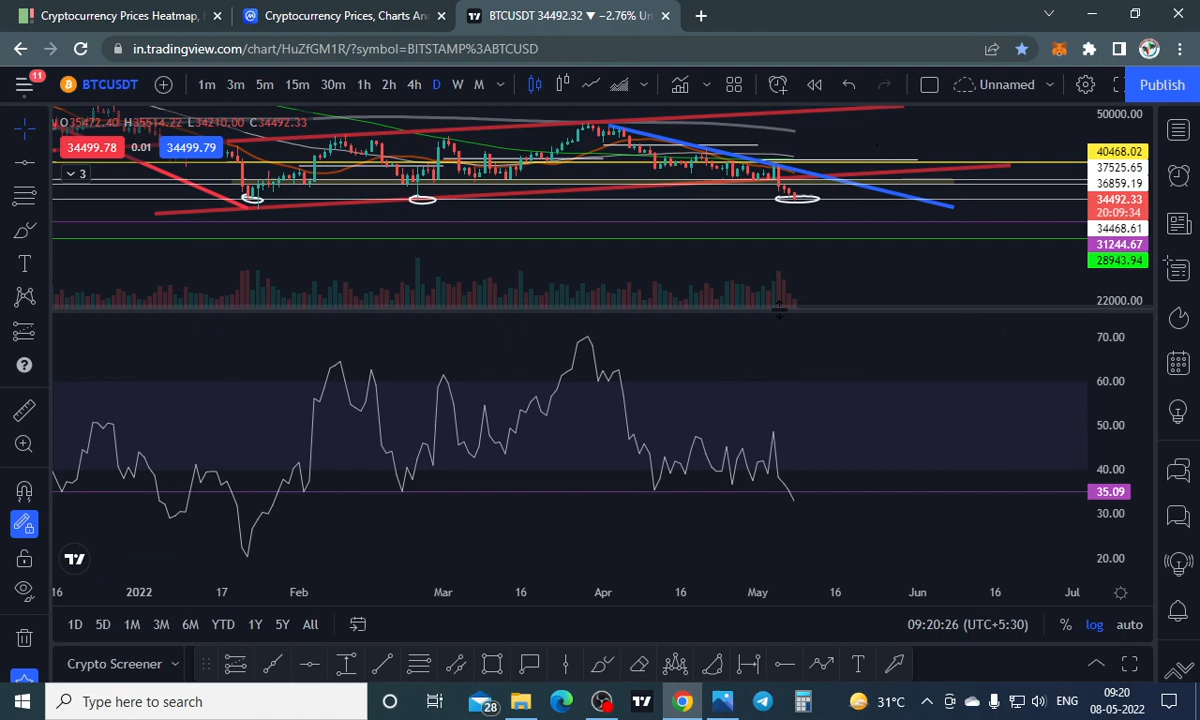 Cryptocurrency Prices Heatmap,
Cryptocurrency Prices, Charts An
BTCUSDT 34492.32 ▼ −2.76% Un
in.tradingview.com/chart/HuZfGM1R/?symbol=BITSTAMP%3ABTCUSD
11
BTCUSDT
1m 3m 5m 15m 30m 1h 2h 4h D W M
Unnamed
Publish
O35472.40 H35514.22 L34210.00 C34492.33
34499.78 0.01 34499.79
3
50000.00
40468.02
37525.65
36859.19
34492.33
20:09:34
34468.61
31244.67
28943.94
22000.00
70.00
60.00
50.00
40.00
35.09
30.00
20.00
16 2022 17 Feb Mar 16 Apr 16 May 16 Jun 16 Jul
1D 5D 1M 3M 6M YTD 1Y 5Y All
09:20:26 (UTC+5:30) % log auto
Crypto Screener
Type here to search
28
31°C
ENG
09:20
08-05-2022